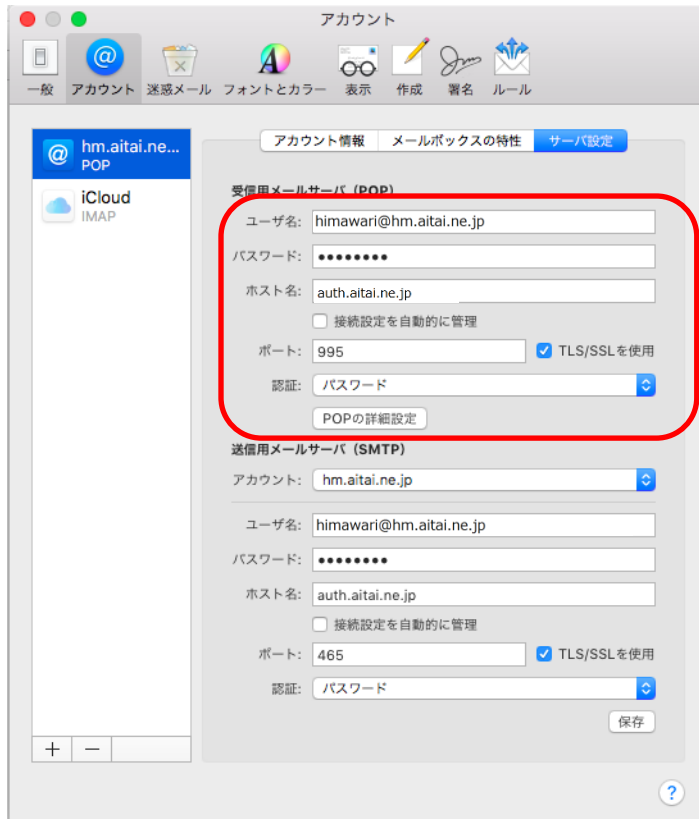 アカウント
一般 アカウント 迷惑メール フォントとカラー 表示 作成 署名 ルール
hm.aitai.ne...
POP
iCloud
IMAP
アカウント情報 メールボックスの特性 サーバ設定
受信用メールサーバ (POP)
ユーザ名: himawari@hm.aitai.ne.jp
パスワード: ••••••••
ホスト名: auth.aitai.ne.jp
接続設定を自動的に管理
ポート: 995 TLS/SSLを使用
認証: パスワード
POPの詳細設定
送信用メールサーバ (SMTP)
アカウント: hm.aitai.ne.jp
ユーザ名: himawari@hm.aitai.ne.jp
パスワード: ••••••••
ホスト名: auth.aitai.ne.jp
接続設定を自動的に管理
ポート: 465 TLS/SSLを使用
認証: パスワード
保存
+ −
?